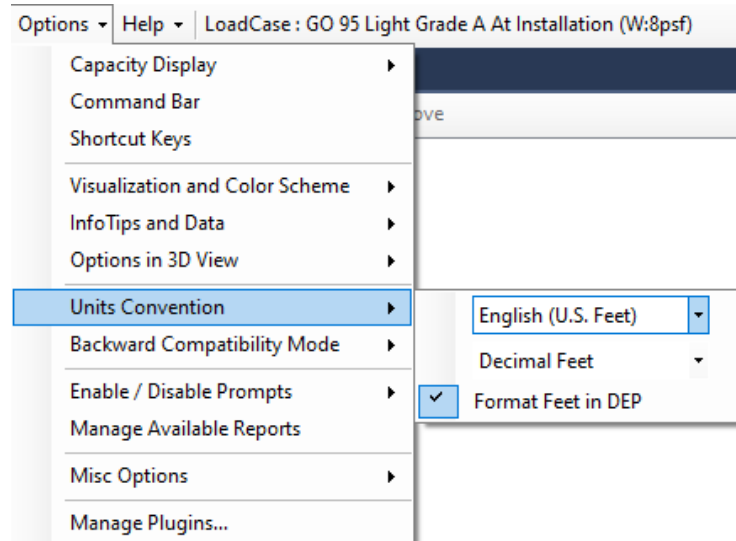 Options Help LoadCase : GO 95 Light Grade A At Installation (W:8psf)
Capacity Display
Command Bar
Shortcut Keys
Visualization and Color Scheme
InfoTips and Data
Options in 3D View
Units Convention
English (U.S. Feet)
Backward Compatibility Mode
Decimal Feet
Enable / Disable Prompts
Format Feet in DEP
Manage Available Reports
Misc Options
Manage Plugins...